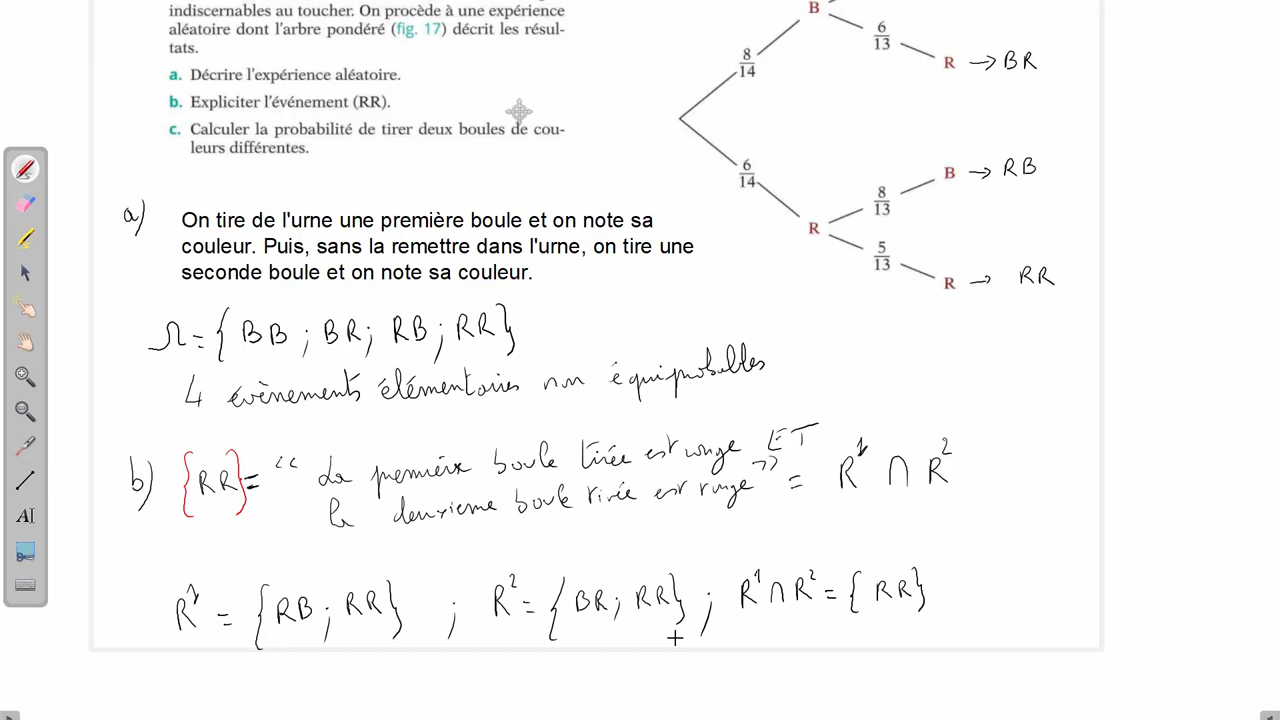 indiscernables au toucher. On procède à une expérience
aléatoire dont l'arbre pondéré (fig. 17) décrit les résul-
tats.
a. Décrire l'expérience aléatoire.
b. Expliciter l'événement (RR).
c. Calculer la probabilité de tirer deux boules de cou-
leurs différentes.
B
6/13
R → BR
8/14
6/14
B → RB
8/13
R
5/13
R → RR
a)
On tire de l'urne une première boule et on note sa
couleur. Puis, sans la remettre dans l'urne, on tire une
seconde boule et on note sa couleur.
Ω = { BB ; BR ; RB ; RR }
4 évènements élémentaires non équiprobables
b) {RR} = “ La première boule tirée est rouge ET
la deuxième boule tirée est rouge ” = R¹ ∩ R²
R¹ = { RB ; RR } ; R² = { BR ; RR } ; R¹ ∩ R² = { RR }
AI